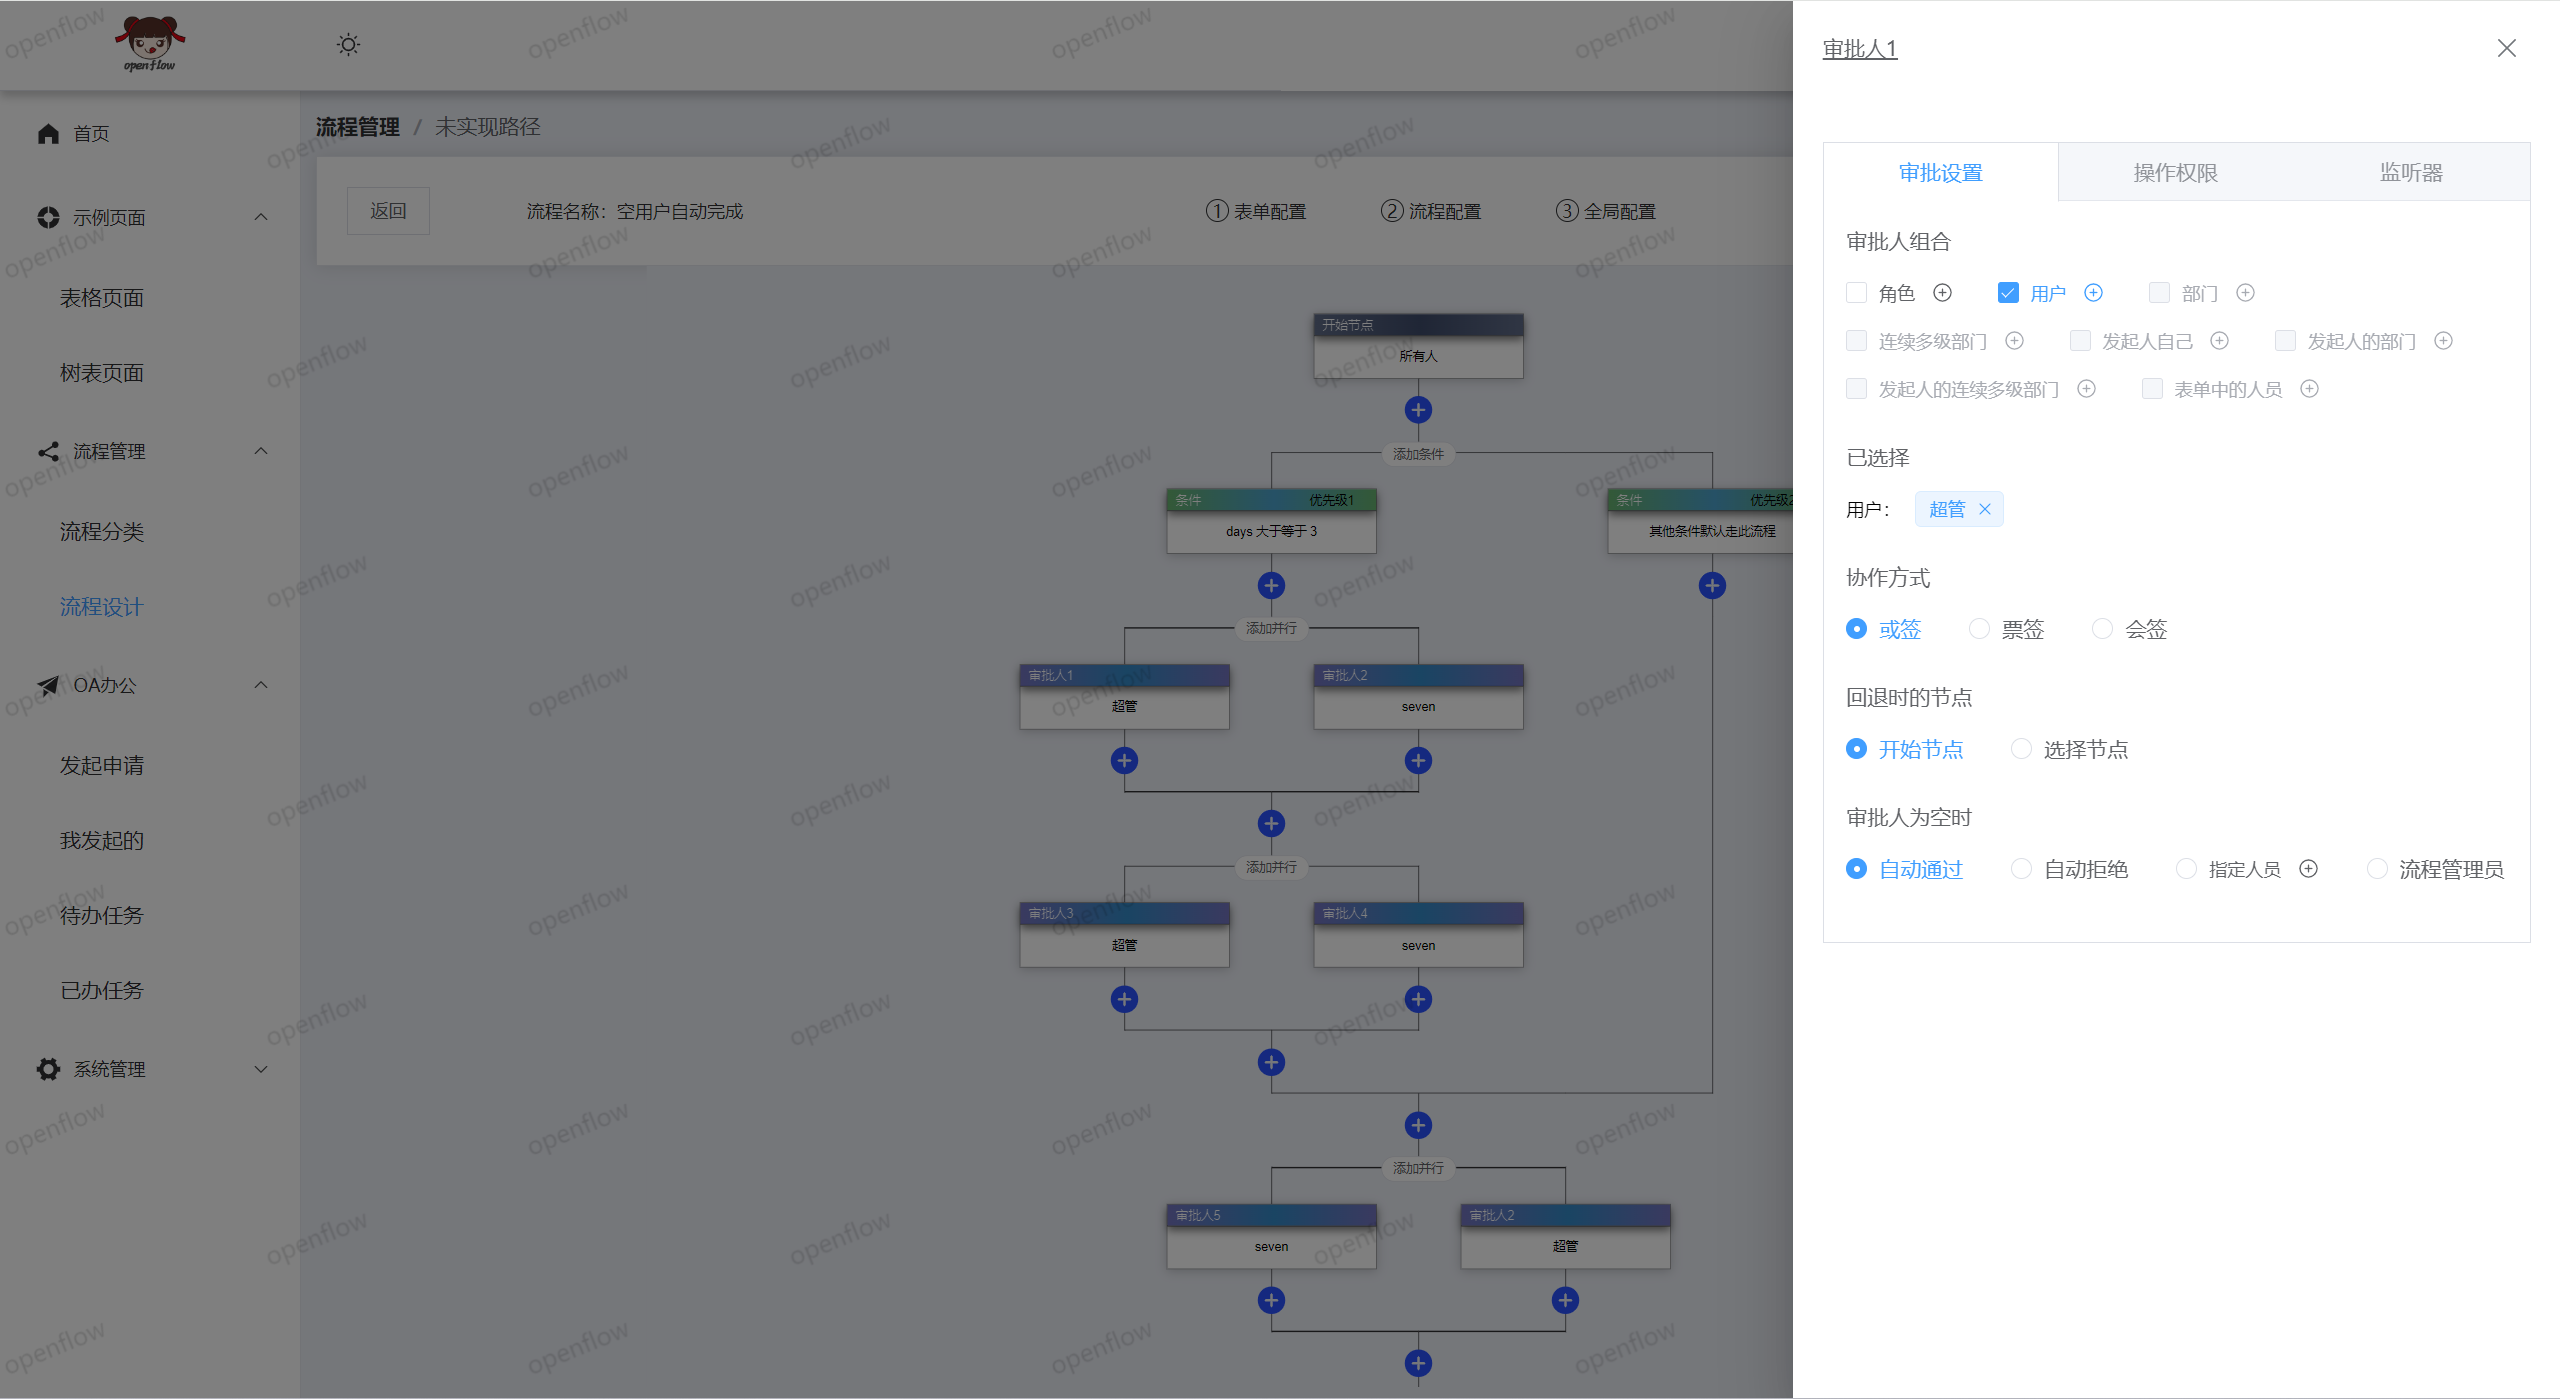 openflow
首页
示例页面
表格页面
树表页面
流程管理
流程分类
流程设计
OA办公
发起申请
我发起的
待办任务
已办任务
系统管理
流程管理 / 未实现路径
返回
流程名称：空用户自动完成
① 表单配置
② 流程配置
③ 全局配置
开始节点
所有人
添加条件
条件 优先级1
days 大于等于 3
条件 优先级2
其他条件默认走此流程
添加并行
审批人1
超管
审批人2
seven
添加并行
审批人3
超管
审批人4
seven
添加并行
审批人5
seven
审批人2
超管
审批人1
审批设置 操作权限 监听器
审批人组合
角色 用户 部门
连续多级部门 发起人自己 发起人的部门
发起人的连续多级部门 表单中的人员
已选择
用户： 超管
协作方式
或签 票签 会签
回退时的节点
开始节点 选择节点
审批人为空时
自动通过 自动拒绝 指定人员 流程管理员